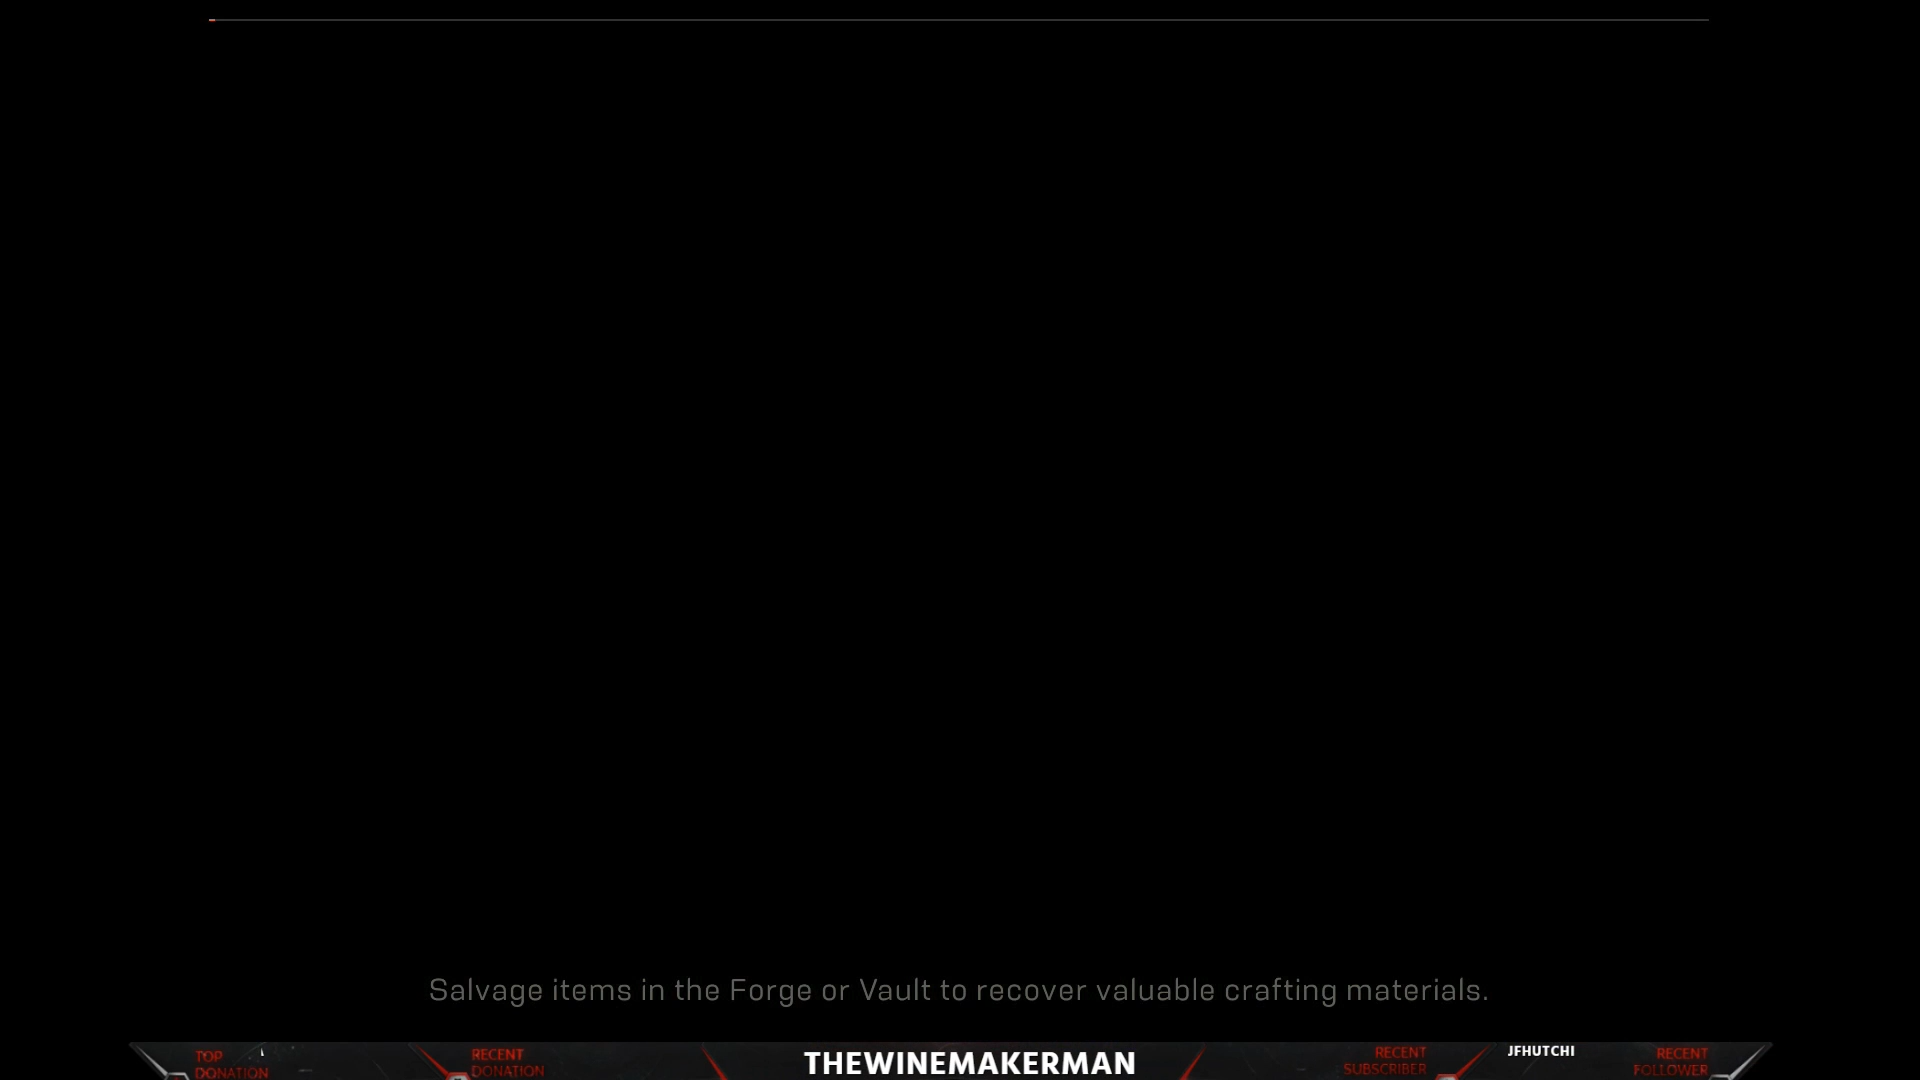 Salvage items in the Forge or Vault to recover valuable crafting materials.
TOP
DONATION
RECENT
DONATION
THEWINEMAKERMAN
RECENT
SUBSCRIBER
JFHUTCHI
RECENT
FOLLOWER